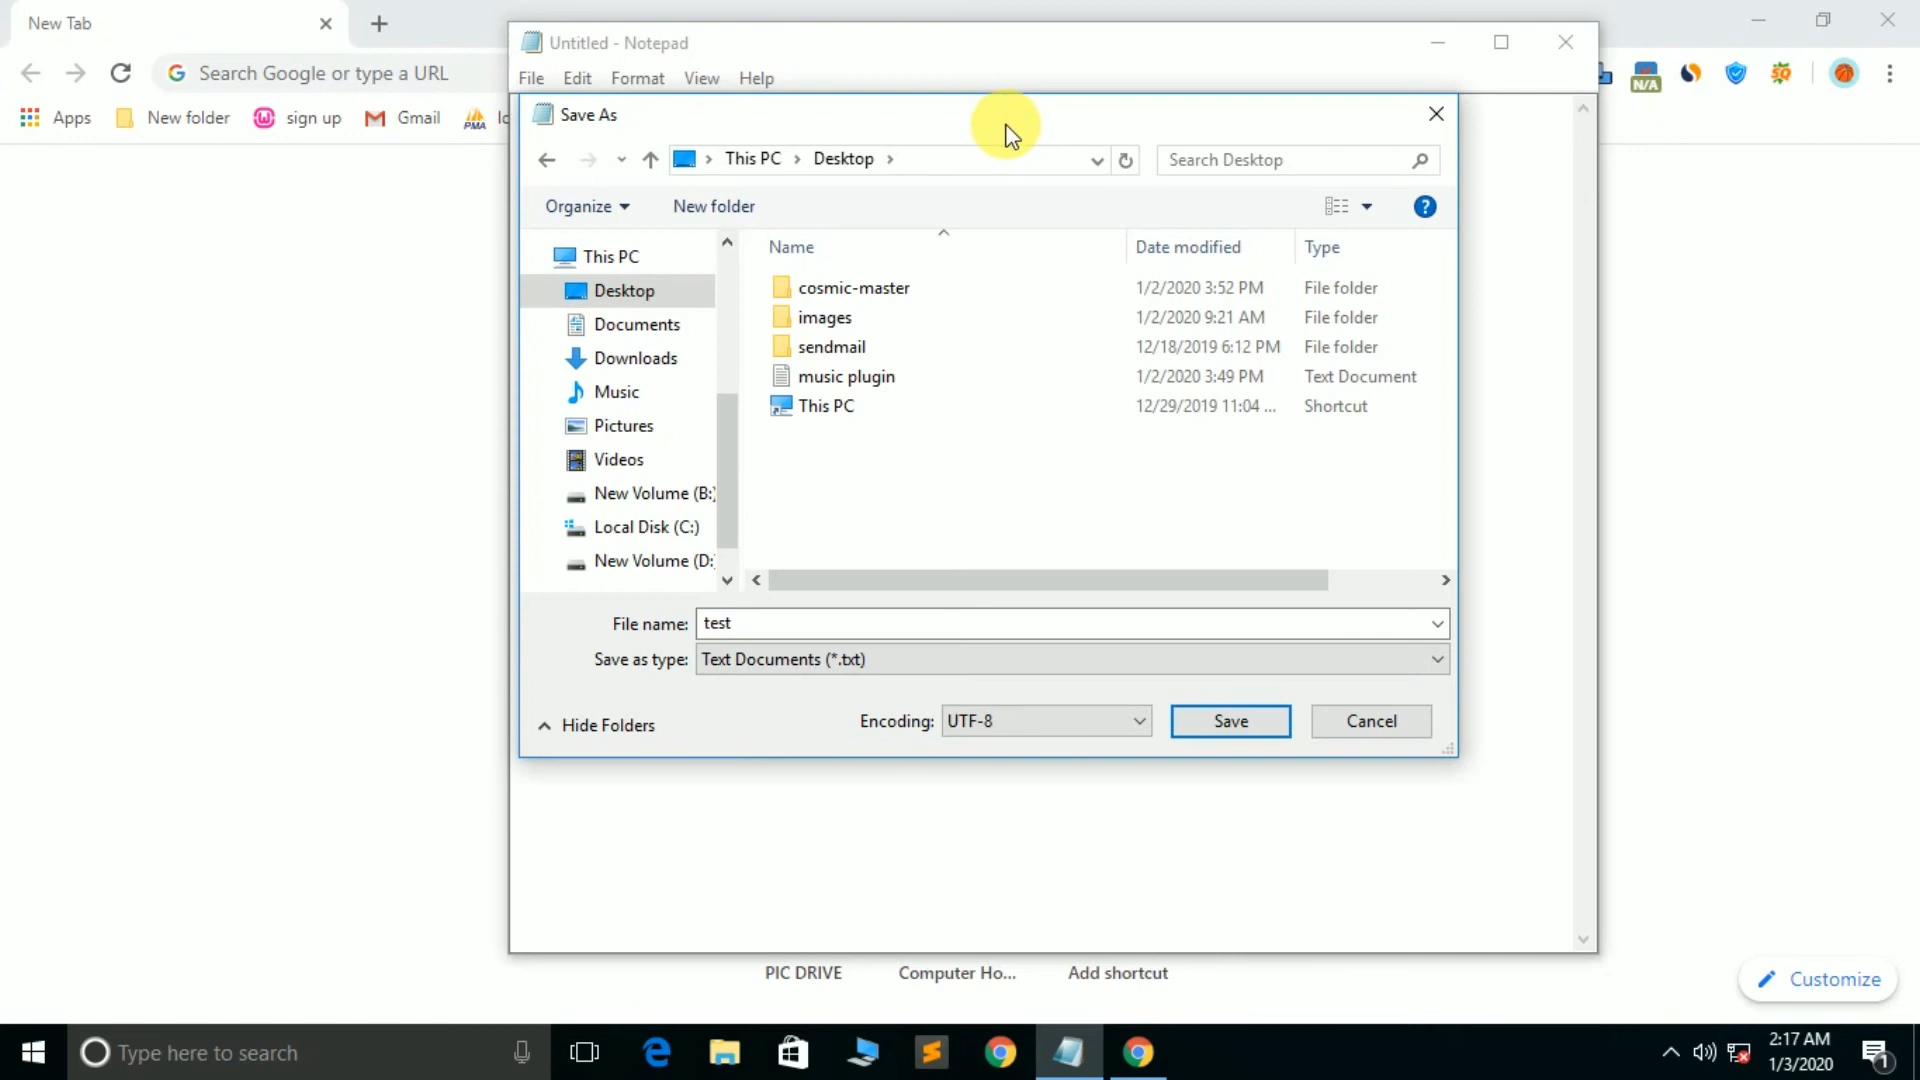 New Tab
Search Google or type a URL
Apps
New folder
sign up
Gmail
PMA
N/A
SQ
Untitled - Notepad
File Edit Format View Help
Save As
This PC > Desktop >
Search Desktop
Organize
New folder
?
This PC
Desktop
Documents
Downloads
Music
Pictures
Videos
New Volume (B:)
Local Disk (C:)
New Volume (D:
Name Date modified Type
cosmic-master 1/2/2020 3:52 PM File folder
images 1/2/2020 9:21 AM File folder
sendmail 12/18/2019 6:12 PM File folder
music plugin 1/2/2020 3:49 PM Text Document
This PC 12/29/2019 11:04 ... Shortcut
File name: test
Save as type: Text Documents (*.txt)
Hide Folders
Encoding: UTF-8
Save
Cancel
PIC DRIVE
Computer Ho...
Add shortcut
Customize
Type here to search
2:17 AM
1/3/2020
1